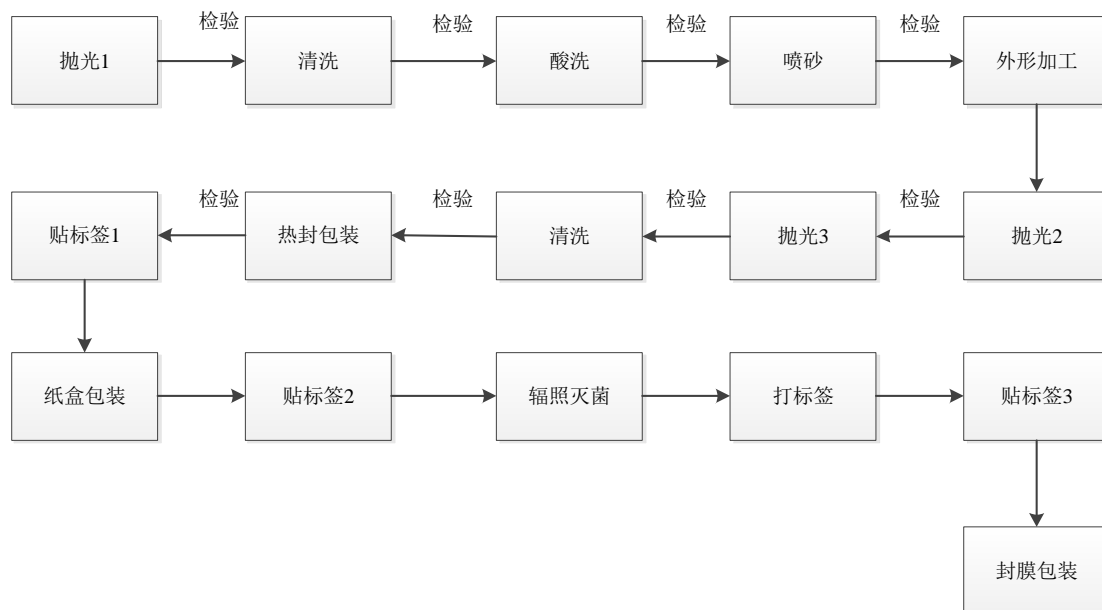 检验 检验 检验 检验
抛光1 清洗 酸洗 喷砂 外形加工
检验 检验 检验 检验
贴标签1 热封包装 清洗 抛光3 抛光2
纸盒包装 贴标签2 辐照灭菌 打标签 贴标签3
封膜包装